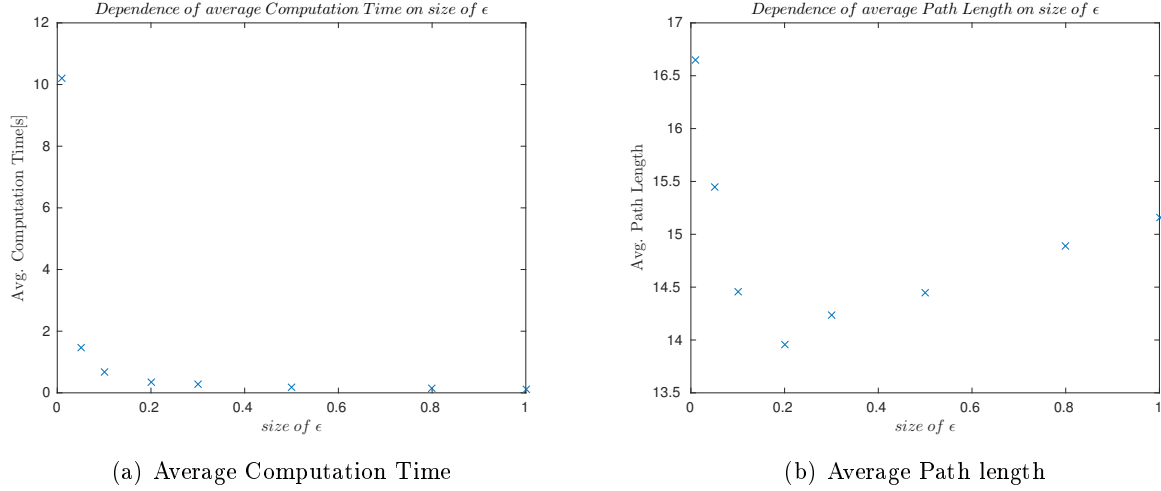 Dependence of average Computation Time on size of ϵ
12
10
8
6
4
2
0
Avg. Computation Time[s]
0 0.2 0.4 0.6 0.8 1
size of ϵ
(a) Average Computation Time
Dependence of average Path Length on size of ϵ
17
16.5
16
15.5
15
14.5
14
13.5
Avg. Path Length
0 0.2 0.4 0.6 0.8 1
size of ϵ
(b) Average Path length